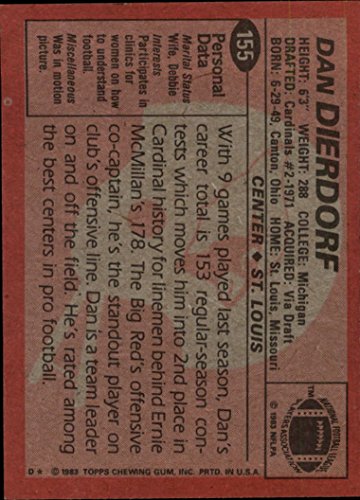 155
DAN DIERDORF
HEIGHT: 6'3" WEIGHT: 288 COLLEGE: Michigan
DRAFTED: Cardinals #2-1971 ACQUIRED: Via Draft
BORN: 6-29-49, Canton, Ohio HOME: St. Louis, Missouri
CENTER ◆ ST. LOUIS
Personal
Data
Marital Status
Wife, Debbie
Interests
Participates in
clinics for
women on how
to understand
football.
Miscellaneous
Was in motion
picture.
With 9 games played last season, Dan's
career total is 153 regular-season con-
tests which moves him into 2nd place in
Cardinal history for linemen behind Ernie
McMillan's 178. The Big Red's offensive
co-captain, he's the standout player on
club's offensive line. Dan is a team leader
on and off the field. He's rated among
the best centers in pro football.
NATIONAL FOOTBALL LEAGUE
PLAYERS ASSOCIATION
TM
© 1983 NFLPA
D* © 1983 TOPPS CHEWING GUM, INC. PRTD. IN U.S.A.